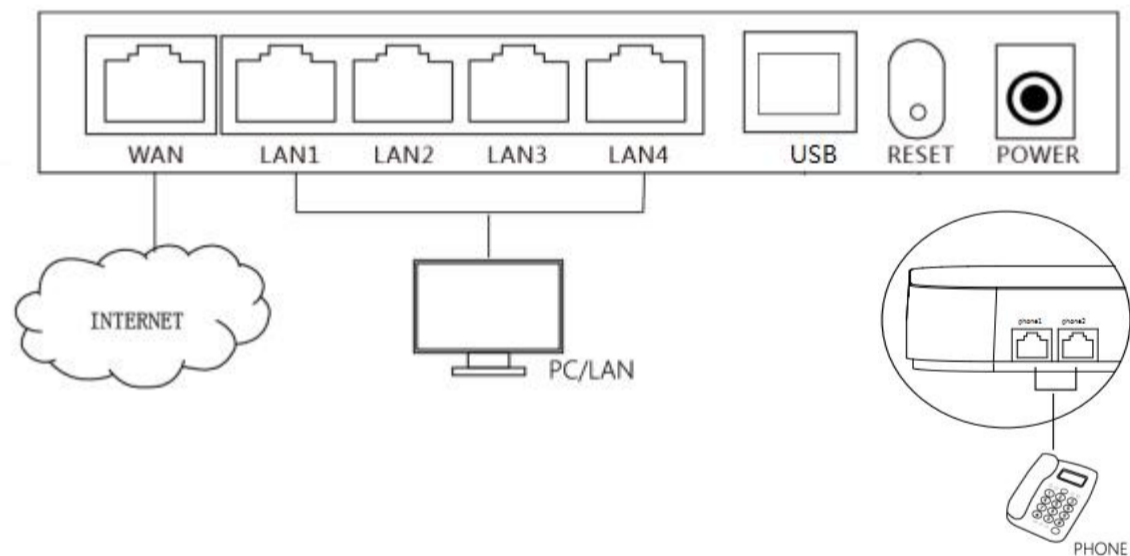 WAN LAN1 LAN2 LAN3 LAN4 USB RESET POWER
INTERNET
phone1 phone2
PC/LAN
PHONE